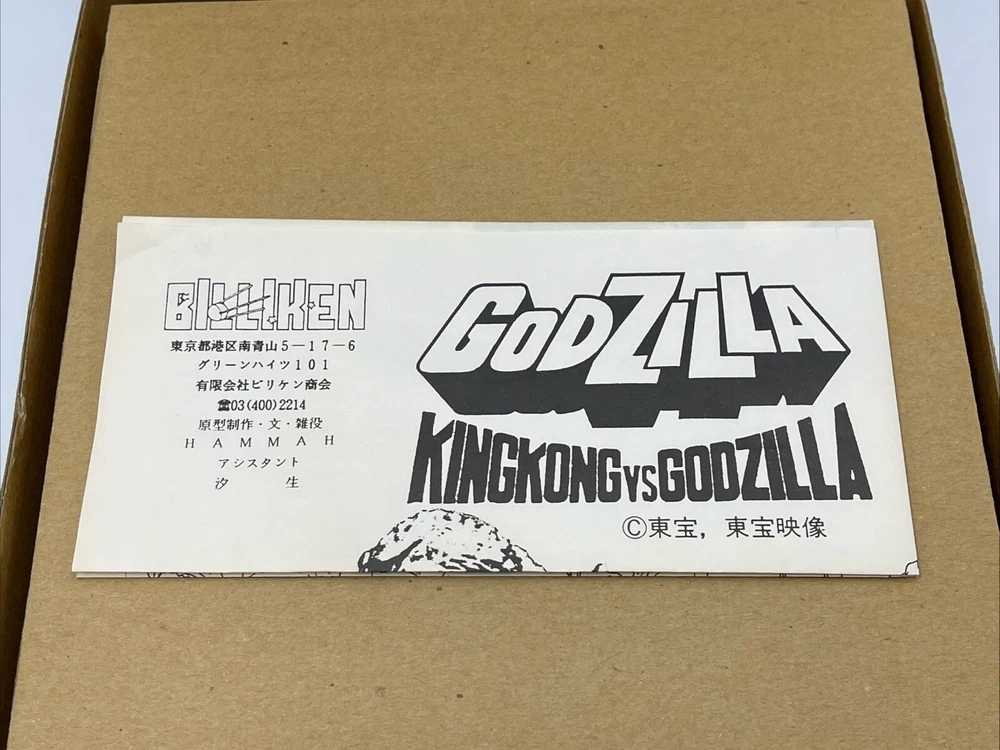 BILLIKEN
東京都港区南青山5—17—6
グリーンハイツ101
有限会社ビリケン商会
☎03(400)2214
原型制作・文・雑役
HAMMAH
アシスタント
汐生
GODZILLA
KINGKONG VS GODZILLA
©東宝，東宝映像